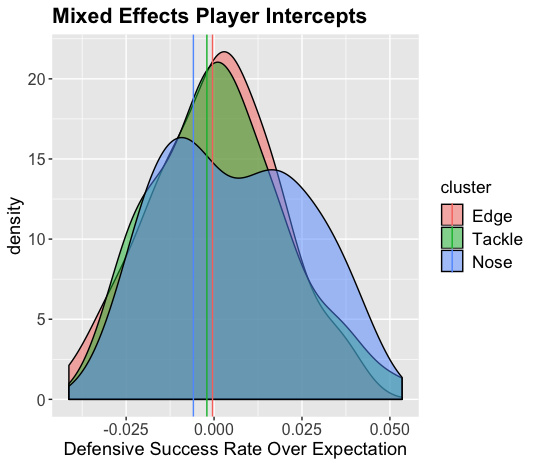 Mixed Effects Player Intercepts
density
20
15
10
5
0
-0.025 0.000 0.025 0.050
Defensive Success Rate Over Expectation
cluster
Edge
Tackle
Nose